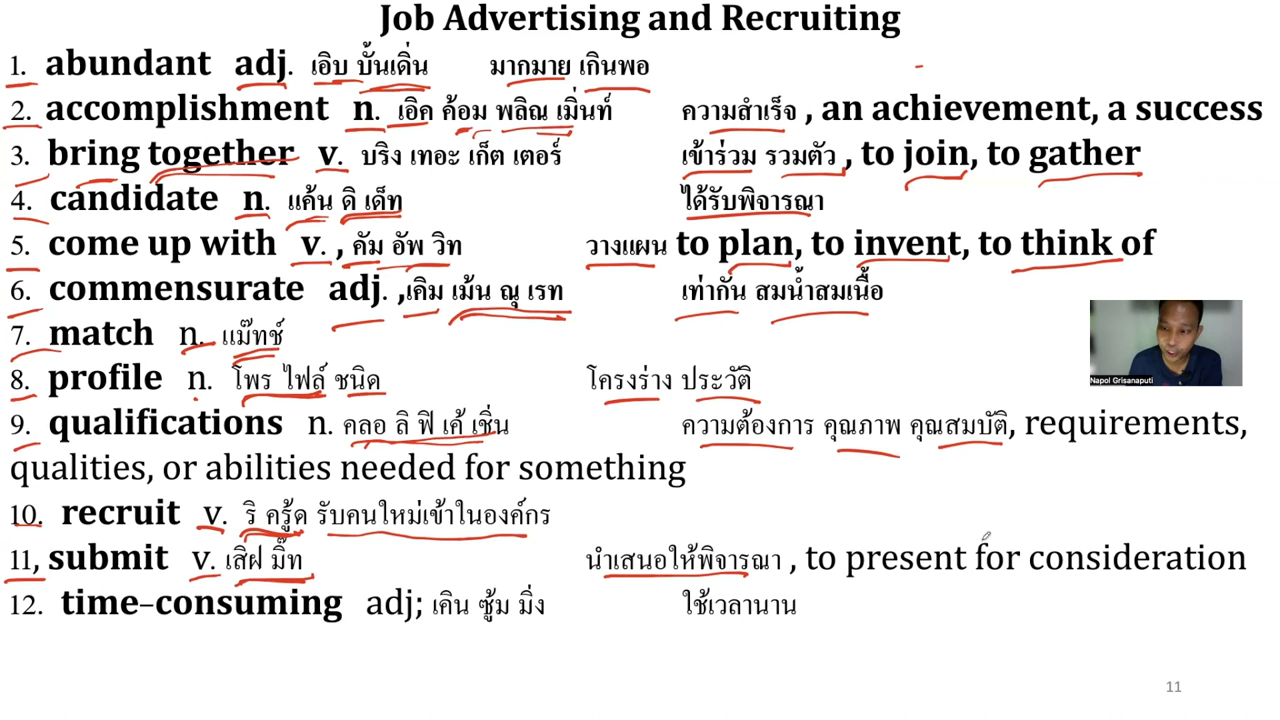 Job Advertising and Recruiting
1. abundant adj. เอิบ บั้นเดิ่น มากมาย เกินพอ
2. accomplishment n. เอิค ค้อม พลิณ เมิ่นท์ ความสำเร็จ , an achievement, a success
3. bring together v. บริง เทอะ เก็ต เตอร์ เข้าร่วม รวมตัว , to join, to gather
4. candidate n. แค้น ดิ เด็ท ได้รับพิจารณา
5. come up with v. , คัม อัพ วิท วางแผน to plan, to invent, to think of
6. commensurate adj. ,เคิม เม้น ณุ เรท เท่ากัน สมน้ำสมเนื้อ
7. match n. แม๊ทช์
8. profile n. โพร ไฟล์ ชนิด โครงร่าง ประวัติ
9. qualifications n. คลอ ลิ ฟิ เค้ เชิ่น ความต้องการ คุณภาพ คุณสมบัติ, requirements,
qualities, or abilities needed for something
10. recruit v. ริ ครู้ด รับคนใหม่เข้าในองค์กร
11, submit v. เสิฝ มิ๊ท นำเสนอให้พิจารณา , to present for consideration
12. time–consuming adj; เคิน ซู้ม มิ่ง ใช้เวลานาน
Napol Grisanaputi
11